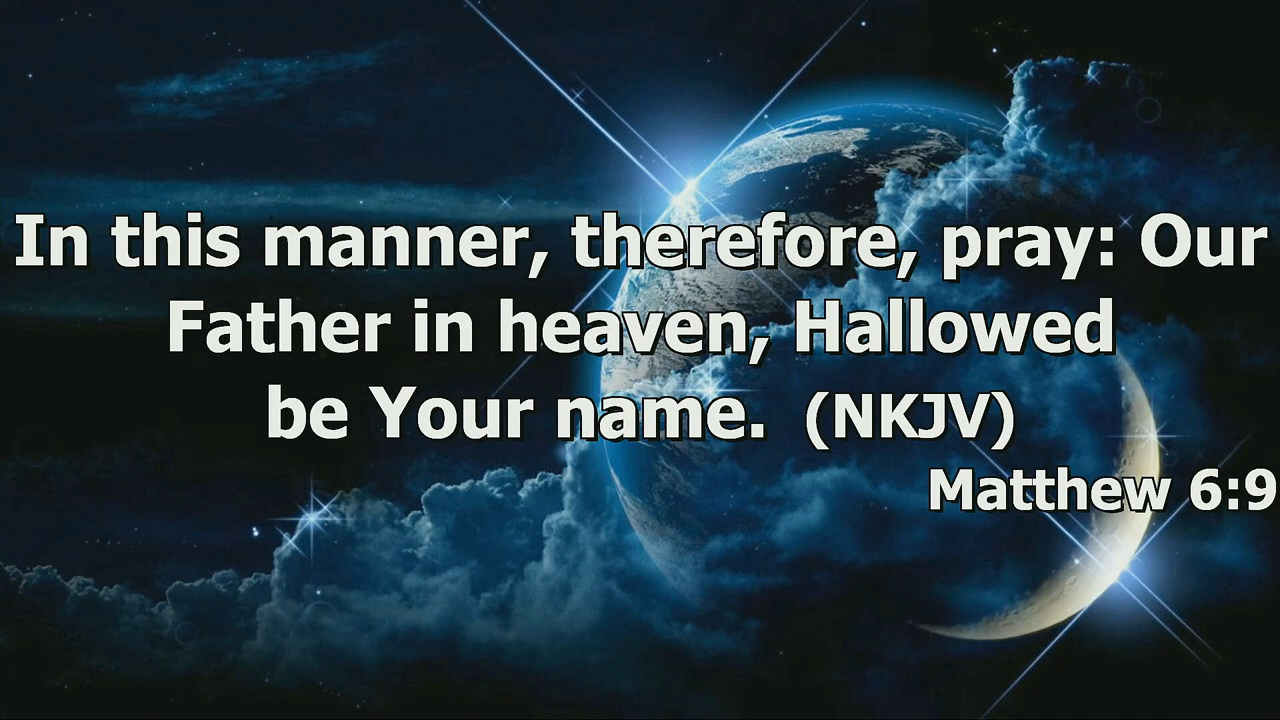 In this manner, therefore, pray: Our
Father in heaven, Hallowed
be Your name.  (NKJV)
Matthew 6:9